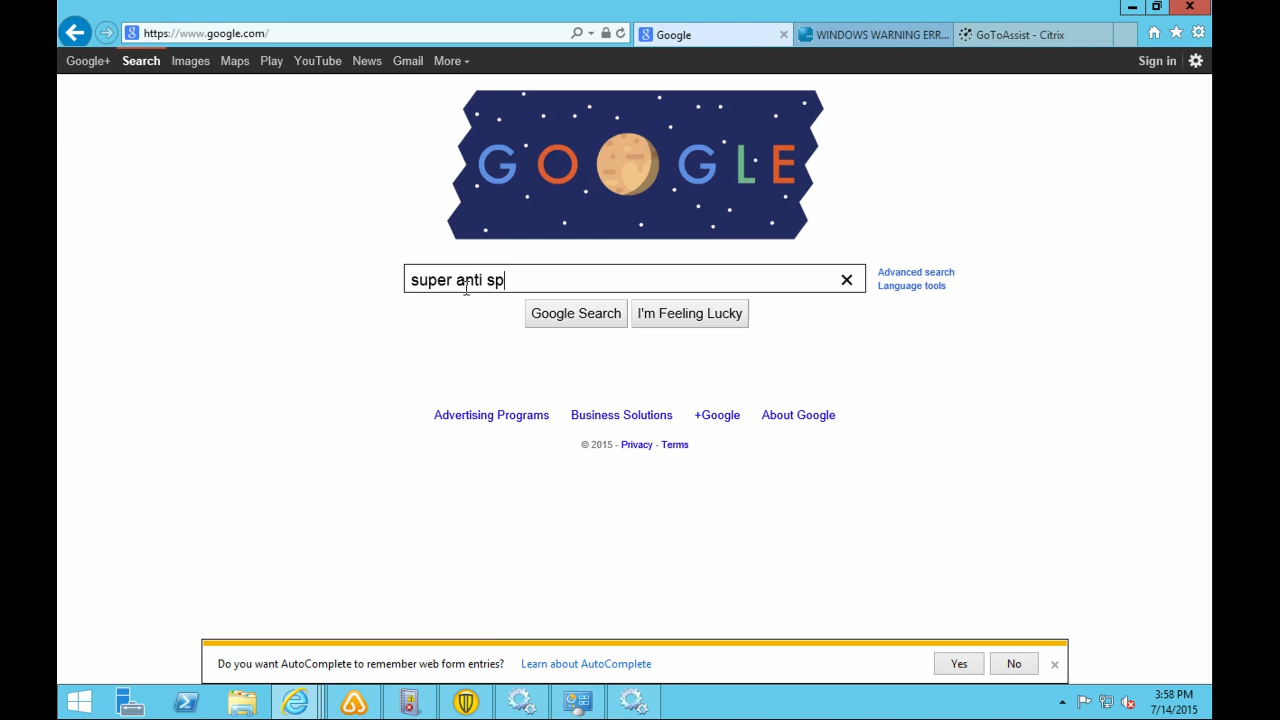 https://www.google.com/
Google
WINDOWS WARNING ERR...
GoToAssist - Citrix
Google+ Search Images Maps Play YouTube News Gmail More
Sign in
GO GLE
super anti sp
Advanced search
Language tools
Google Search
I'm Feeling Lucky
Advertising Programs Business Solutions +Google About Google
© 2015 - Privacy - Terms
Do you want AutoComplete to remember web form entries? Learn about AutoComplete Yes No
3:58 PM
7/14/2015